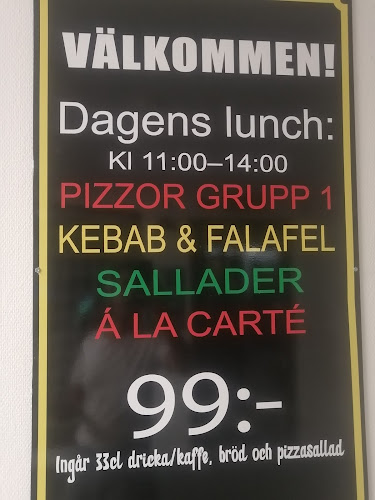 VÄLKOMMEN!
Dagens lunch:
Kl 11:00–14:00
PIZZOR GRUPP 1
KEBAB & FALAFEL
SALLADER
Á LA CARTÉ
99:-
Ingår 33cl dricka/kaffe, bröd och pizzasallad